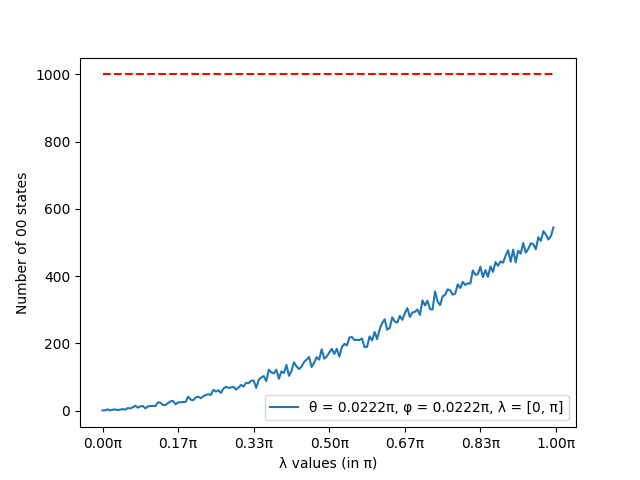 1000
800
600
400
200
0
Number of 00 states
θ = 0.0222π, φ = 0.0222π, λ = [0, π]
0.00π 0.17π 0.33π 0.50π 0.67π 0.83π 1.00π
λ values (in π)